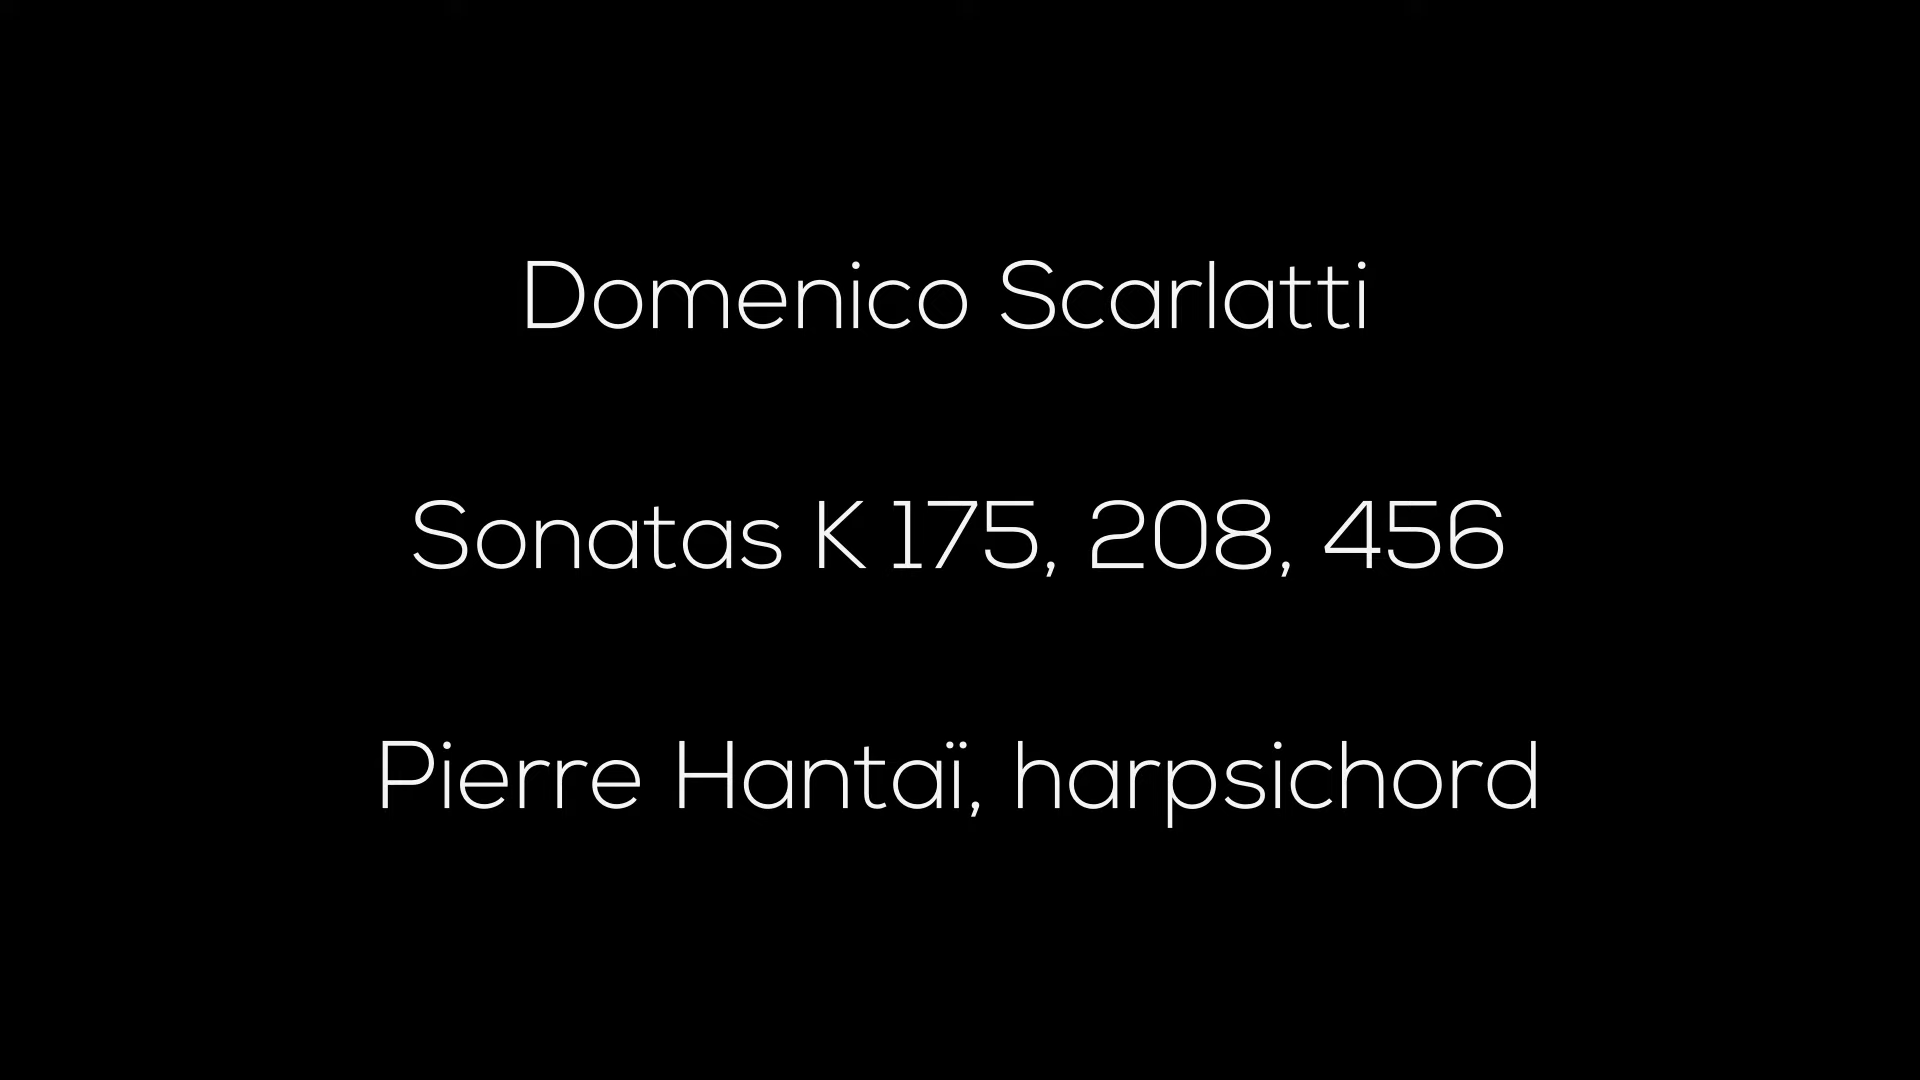 Domenico Scarlatti
Sonatas K 175, 208, 456
Pierre Hantaï, harpsichord